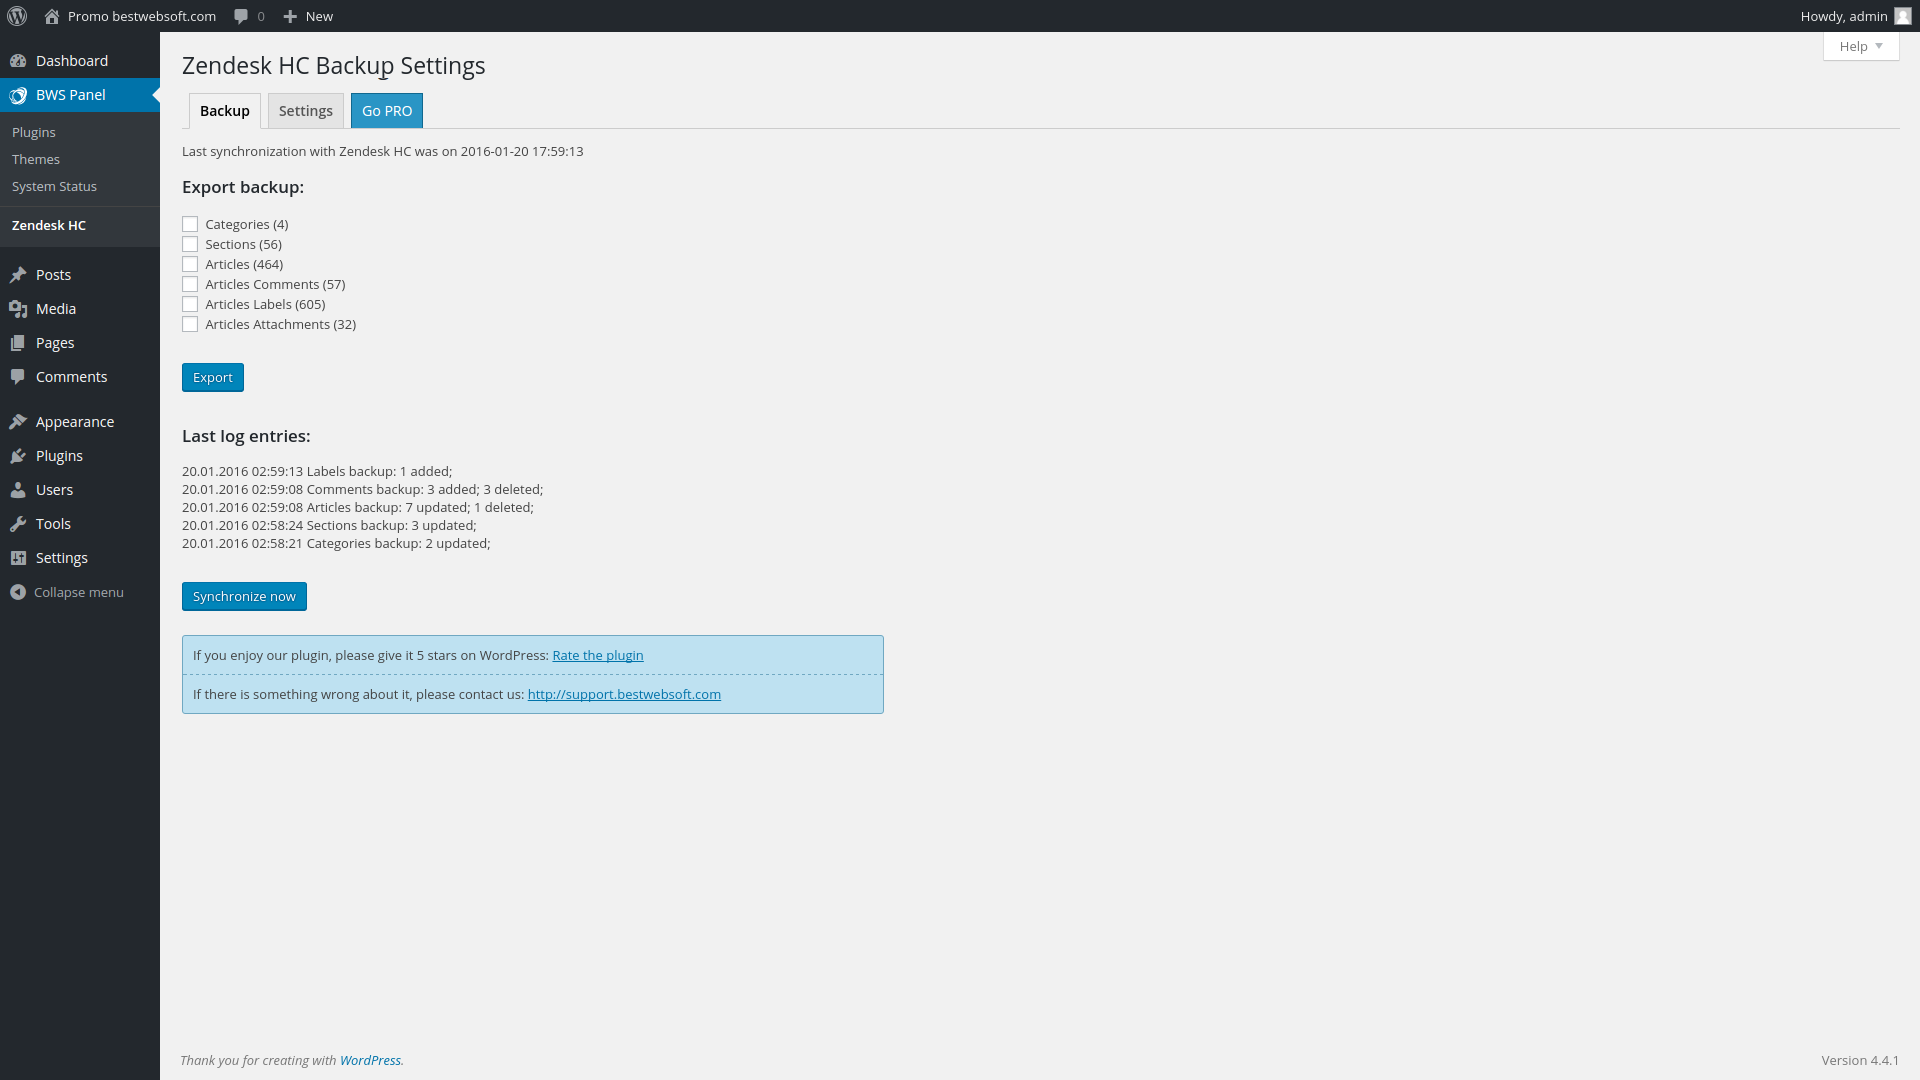 Promo bestwebsoft.com 0 New Howdy, admin
Help
Dashboard
BWS Panel
Plugins
Themes
System Status
Zendesk HC
Posts
Media
Pages
Comments
Appearance
Plugins
Users
Tools
Settings
Collapse menu
Zendesk HC Backup Settings
Backup Settings Go PRO
Last synchronization with Zendesk HC was on 2016-01-20 17:59:13
Export backup:
Categories (4)
Sections (56)
Articles (464)
Articles Comments (57)
Articles Labels (605)
Articles Attachments (32)
Export
Last log entries:
20.01.2016 02:59:13 Labels backup: 1 added;
20.01.2016 02:59:08 Comments backup: 3 added; 3 deleted;
20.01.2016 02:59:08 Articles backup: 7 updated; 1 deleted;
20.01.2016 02:58:24 Sections backup: 3 updated;
20.01.2016 02:58:21 Categories backup: 2 updated;
Synchronize now
If you enjoy our plugin, please give it 5 stars on WordPress: Rate the plugin
If there is something wrong about it, please contact us: http://support.bestwebsoft.com
Thank you for creating with WordPress.
Version 4.4.1